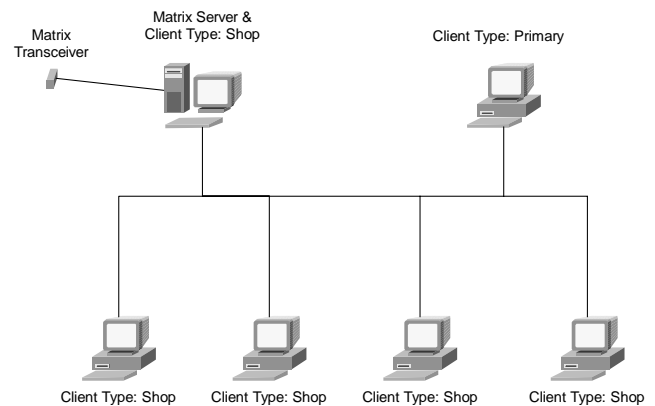 Matrix
Transceiver
Matrix Server &
Client Type: Shop
Client Type: Primary
Client Type: Shop
Client Type: Shop
Client Type: Shop
Client Type: Shop